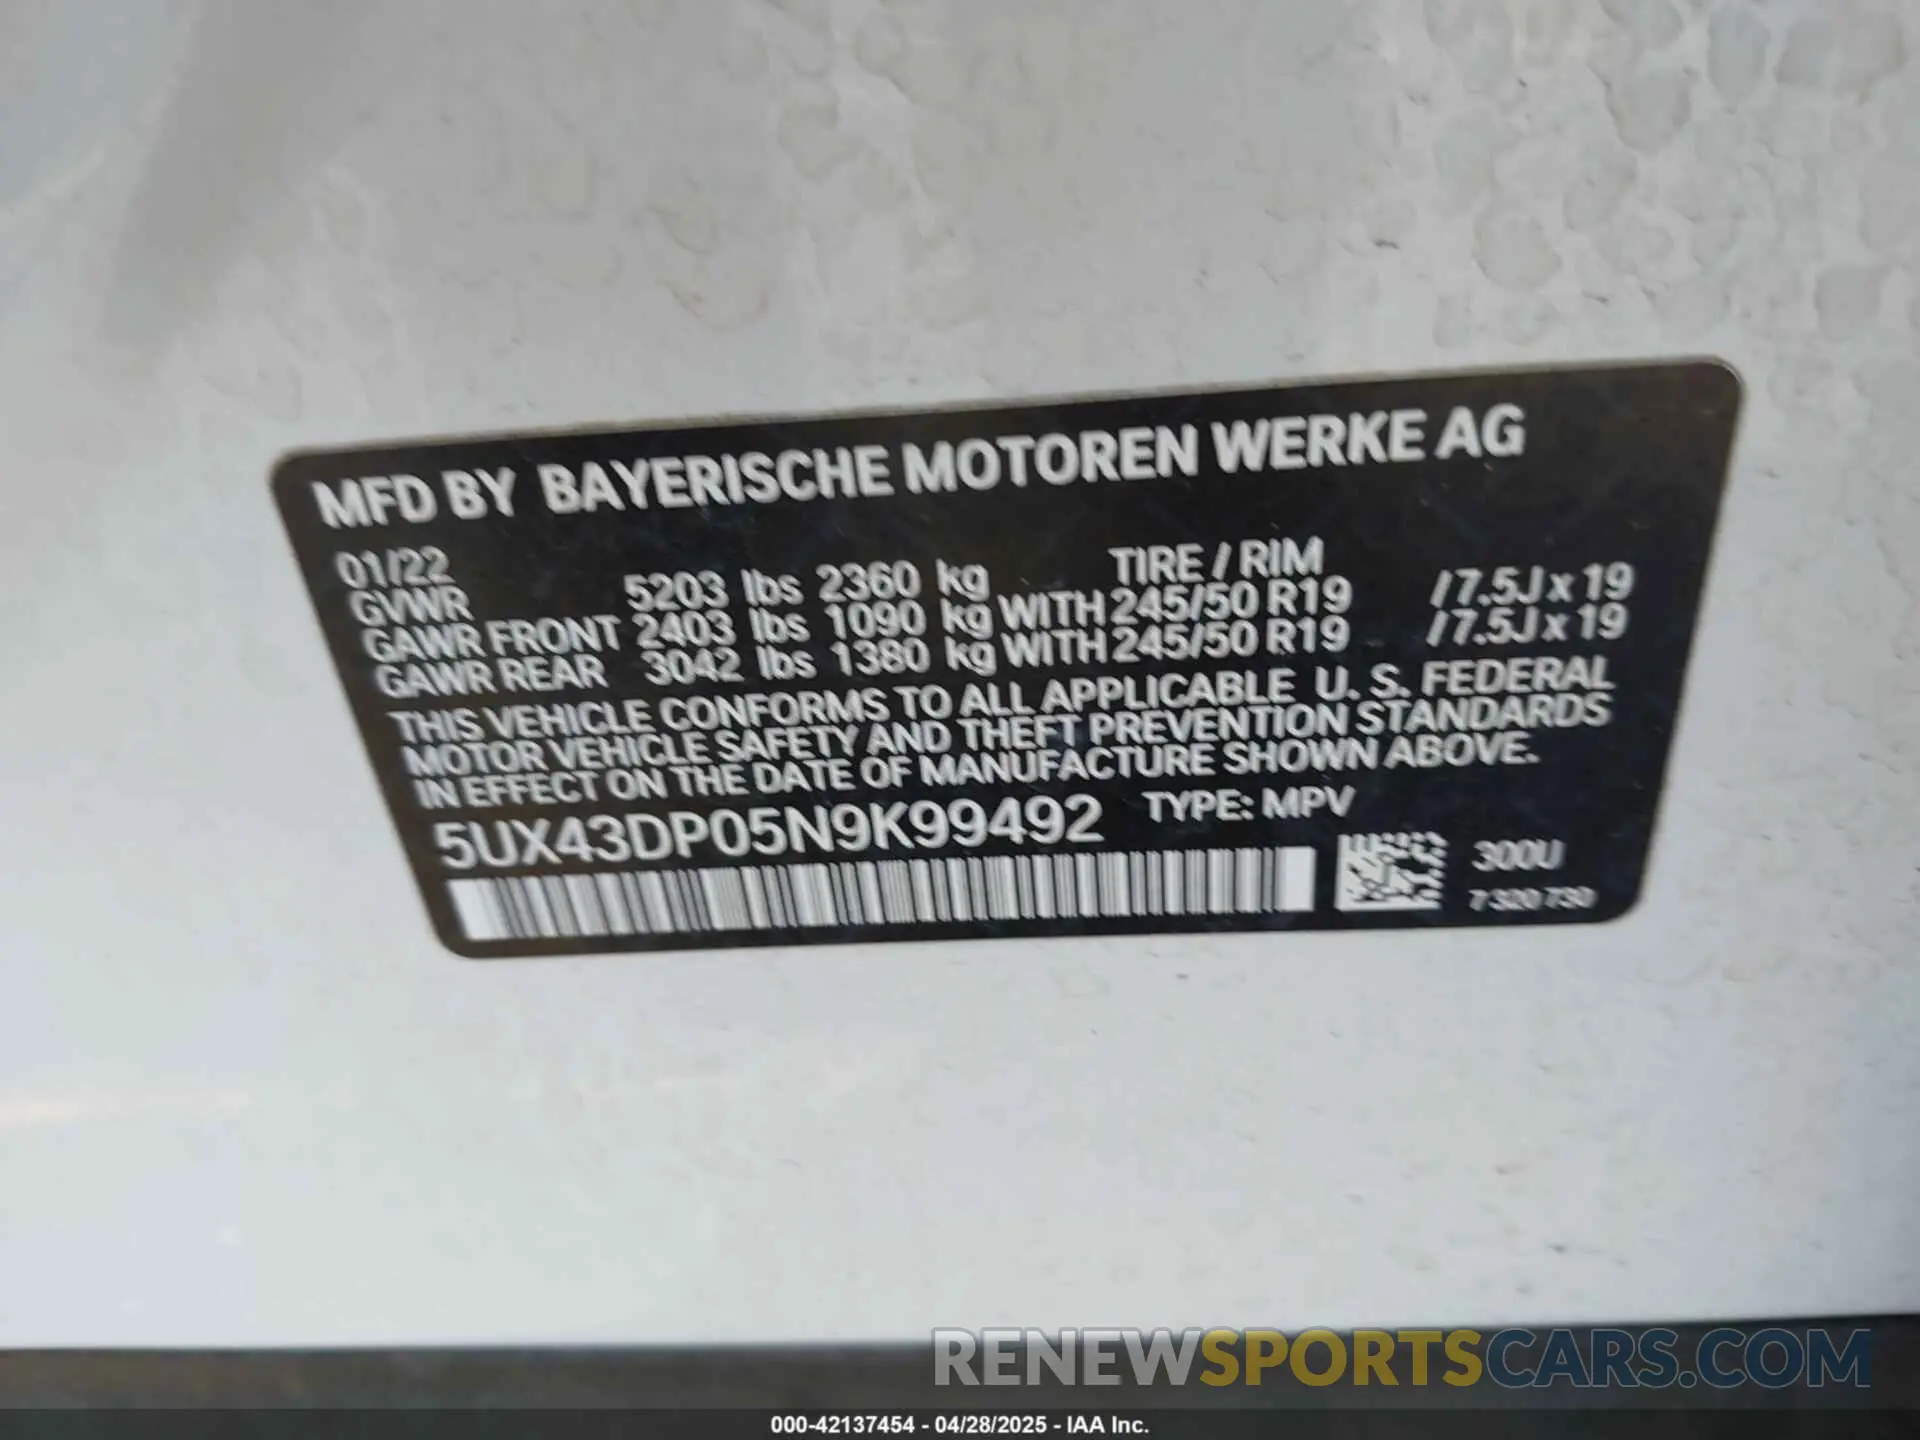 MFD BY BAYERISCHE MOTOREN WERKE AG
01/22 TIRE / RIM
GVWR 5203 lbs 2360 kg
GAWR FRONT 2403 lbs 1090 kg WITH 245/50 R19 /7.5J x 19
GAWR REAR 3042 lbs 1380 kg WITH 245/50 R19 /7.5J x 19
THIS VEHICLE CONFORMS TO ALL APPLICABLE U. S. FEDERAL
MOTOR VEHICLE SAFETY AND THEFT PREVENTION STANDARDS
IN EFFECT ON THE DATE OF MANUFACTURE SHOWN ABOVE.
5UX43DP05N9K99492 TYPE: MPV
300U
7 320 730
RENEWSPORTSCARS.COM
000-42137454 - 04/28/2025 - IAA Inc.